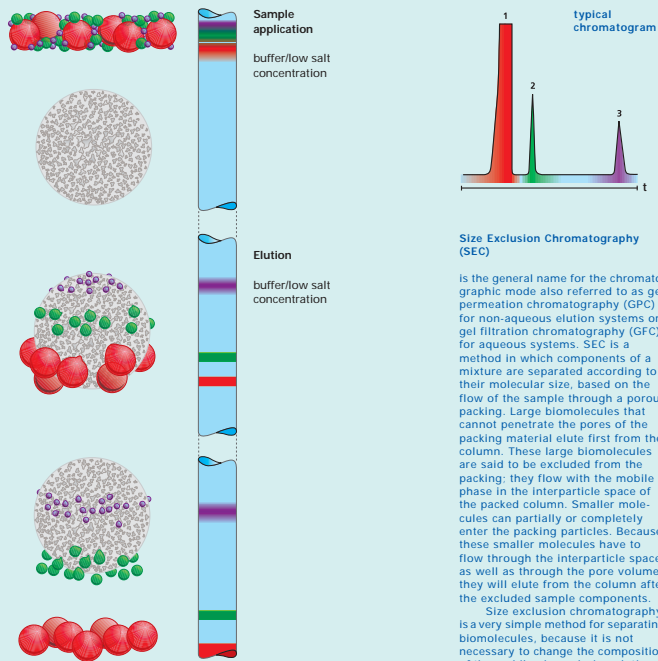 Sample
application
buffer/low salt
concentration
Elution
buffer/low salt
concentration
typical
chromatogram
1
2
3
t
Size Exclusion Chromatography
(SEC)
is the general name for the chromato
graphic mode also referred to as ge
permeation chromatography (GPC)
for non-aqueous elution systems or
gel filtration chromatography (GFC)
for aqueous systems. SEC is a
method in which components of a
mixture are separated according to
their molecular size, based on the
flow of the sample through a porou
packing. Large biomolecules that
cannot penetrate the pores of the
packing material elute first from the
column. These large biomolecules
are said to be excluded from the
packing; they flow with the mobile
phase in the interparticle space of
the packed column. Smaller mole-
cules can partially or completely
enter the packing particles. Because
these smaller molecules have to
flow through the interparticle space
as well as through the pore volume
they will elute from the column afte
the excluded sample components.
Size exclusion chromatography
is a very simple method for separating
biomolecules, because it is not
necessary to change the composition